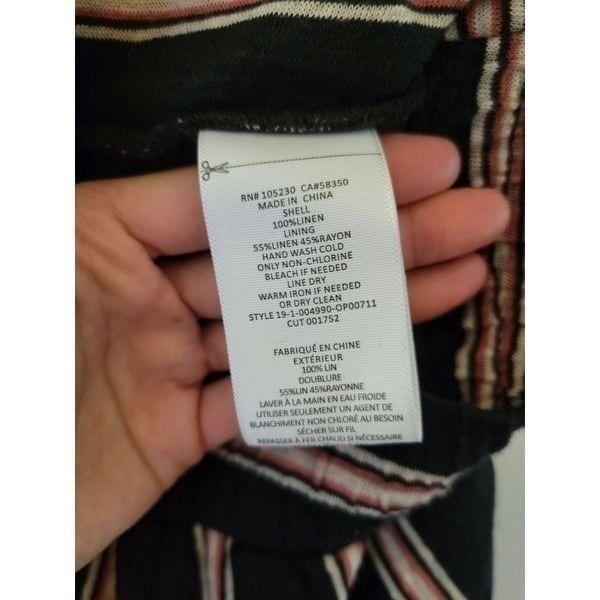 RN# 105230 CA#58350
MADE IN CHINA
SHELL
100%LINEN
LINING
55%LINEN 45%RAYON
HAND WASH COLD
ONLY NON-CHLORINE
BLEACH IF NEEDED
LINE DRY
WARM IRON IF NEEDED
OR DRY CLEAN
STYLE 19-1-004990-OP00711
CUT 001752
FABRIQUÉ EN CHINE
EXTÉRIEUR
100% LIN
DOUBLURE
55%LIN 45%RAYONNE
LAVER À LA MAIN EN EAU FROIDE
UTILISER SEULEMENT UN AGENT DE
BLANCHIMENT NON CHLORÉ AU BESOIN
SÉCHER SUR FIL
REPASSER À FER CHAUD SI NÉCESSAIRE